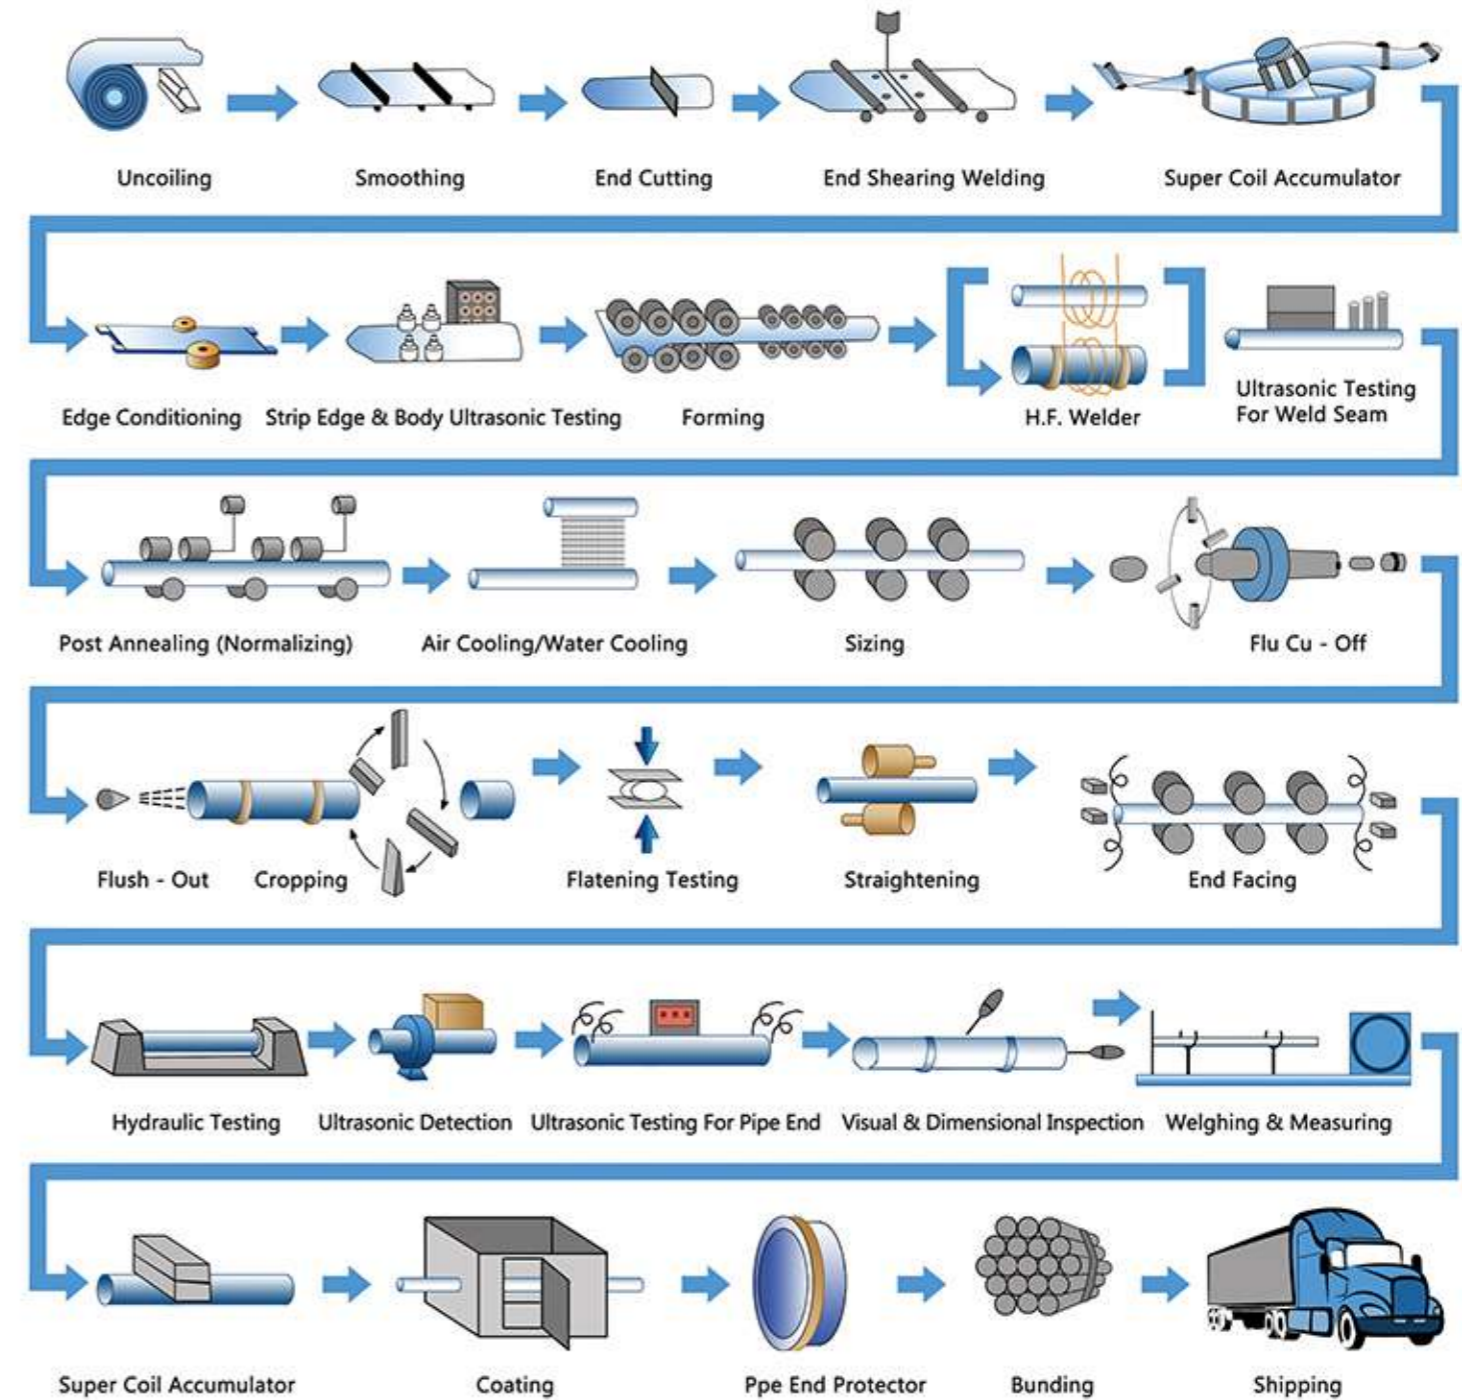 Uncoiling
Smoothing
End Cutting
End Shearing Welding
Super Coil Accumulator
Edge Conditioning
Strip Edge & Body Ultrasonic Testing
Forming
H.F. Welder
Ultrasonic Testing
For Weld Seam
Post Annealing (Normalizing)
Air Cooling/Water Cooling
Sizing
Flu Cu - Off
Flush - Out
Cropping
Flatening Testing
Straightening
End Facing
Hydraulic Testing
Ultrasonic Detection
Ultrasonic Testing For Pipe End
Visual & Dimensional Inspection
Welghing & Measuring
Super Coil Accumulator
Coating
Ppe End Protector
Bunding
Shipping